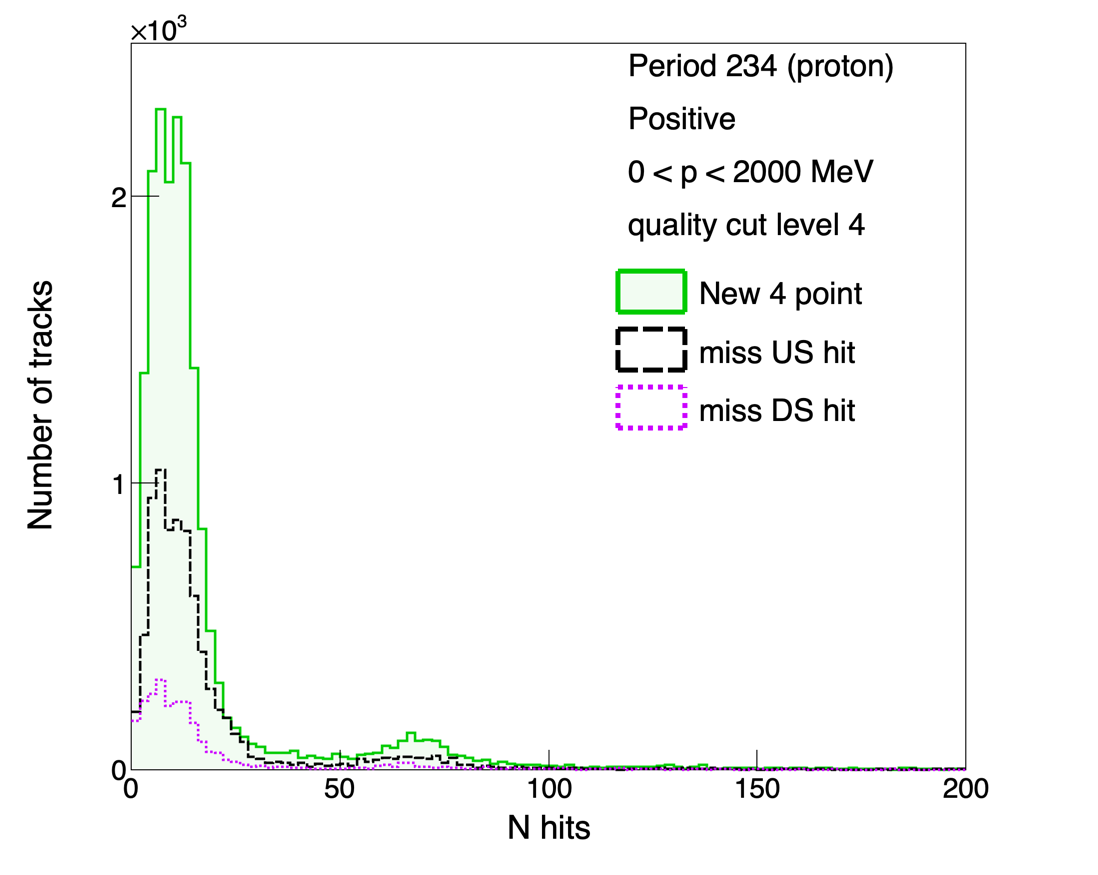 ×10³
Period 234 (proton)
Positive
0 < p < 2000 MeV
quality cut level 4
New 4 point
miss US hit
miss DS hit
Number of tracks
2
1
0
0 50 100 150 200
N hits